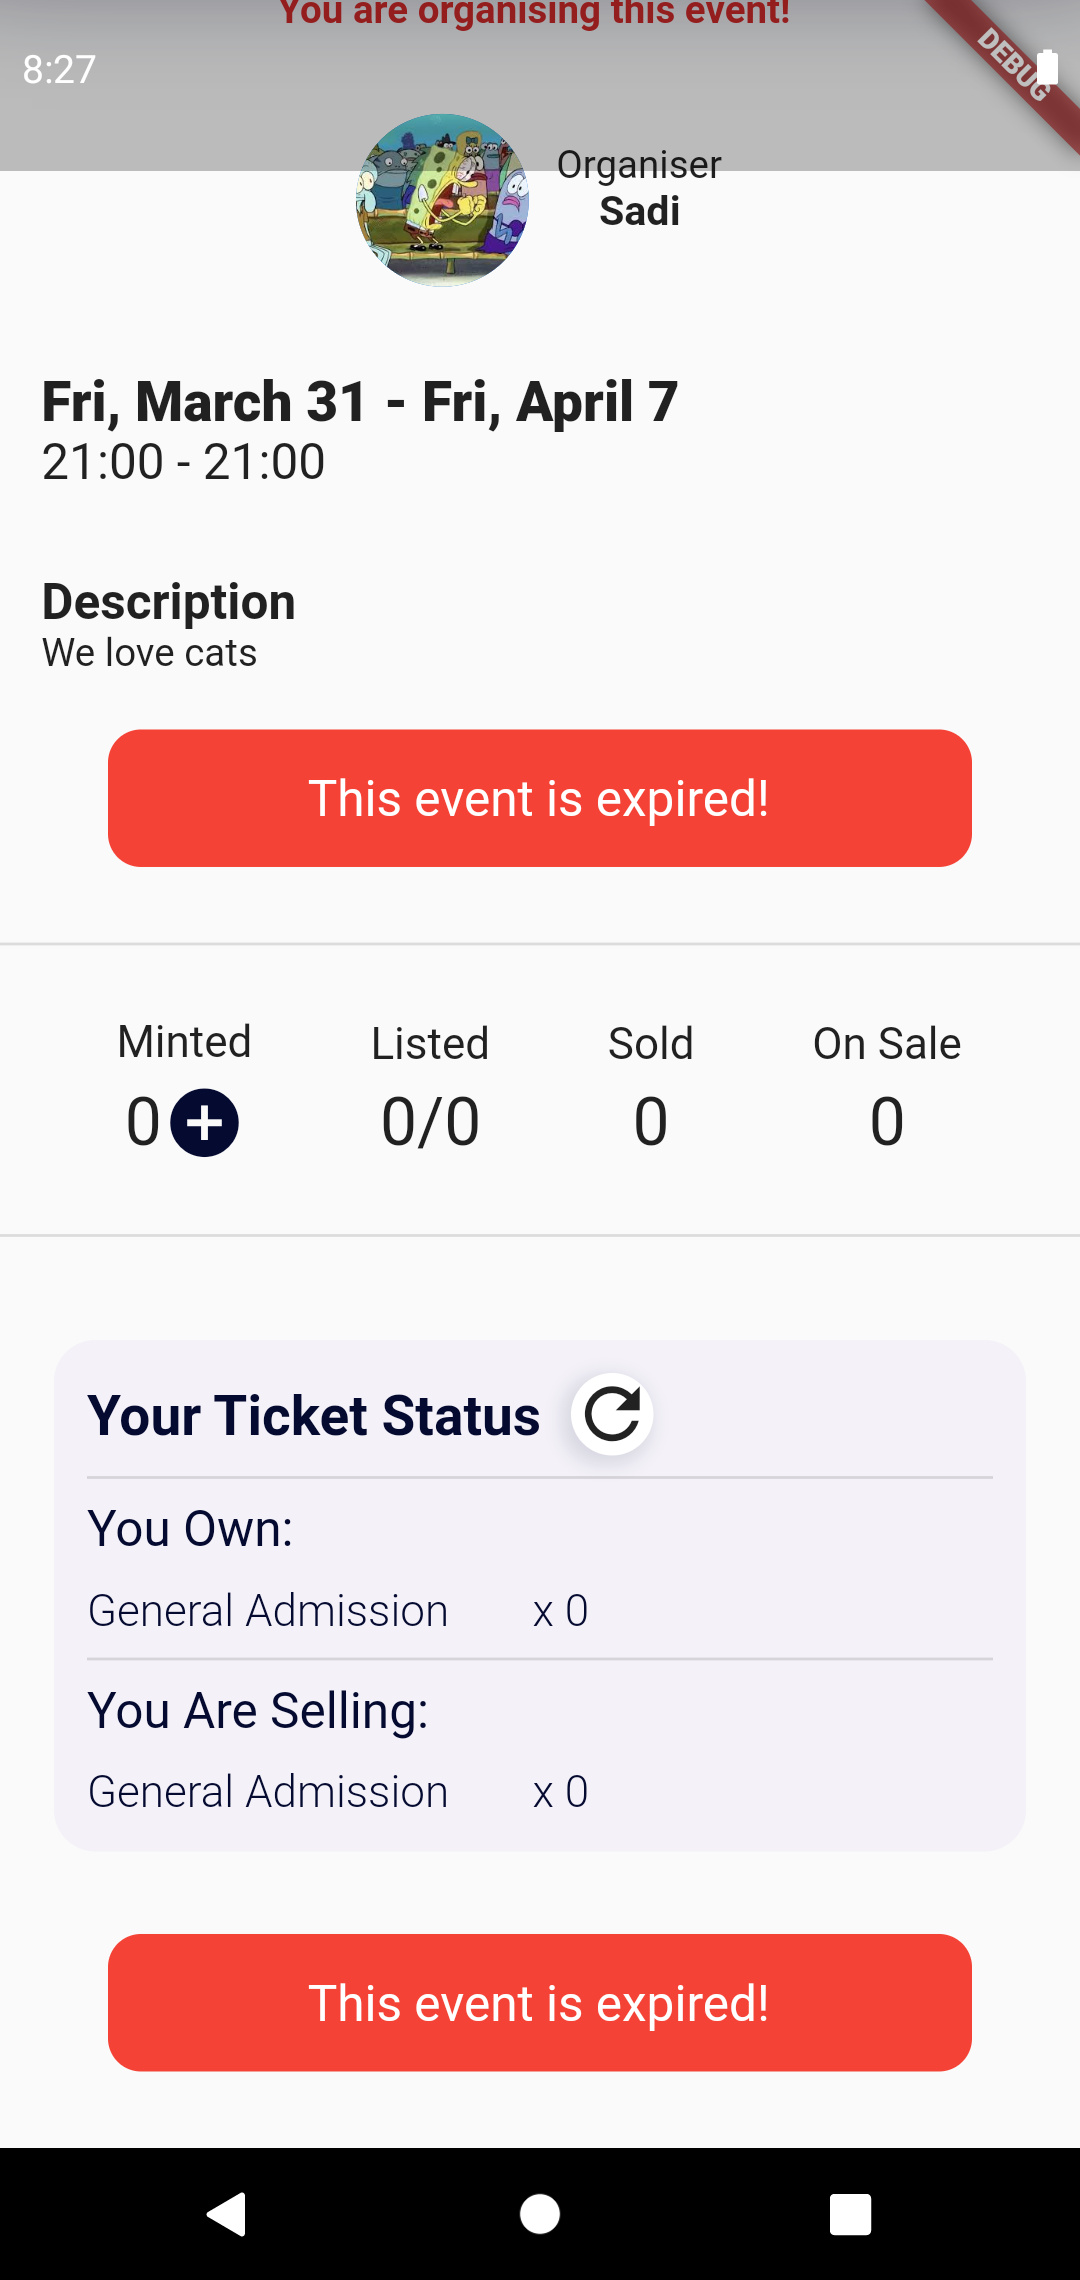 You are organising this event!
8:27
DEBUG
Organiser
Sadi
Fri, March 31 - Fri, April 7
21:00 - 21:00
Description
We love cats
This event is expired!
Minted Listed Sold On Sale
0 0/0 0 0
Your Ticket Status
You Own:
General Admission x 0
You Are Selling:
General Admission x 0
This event is expired!